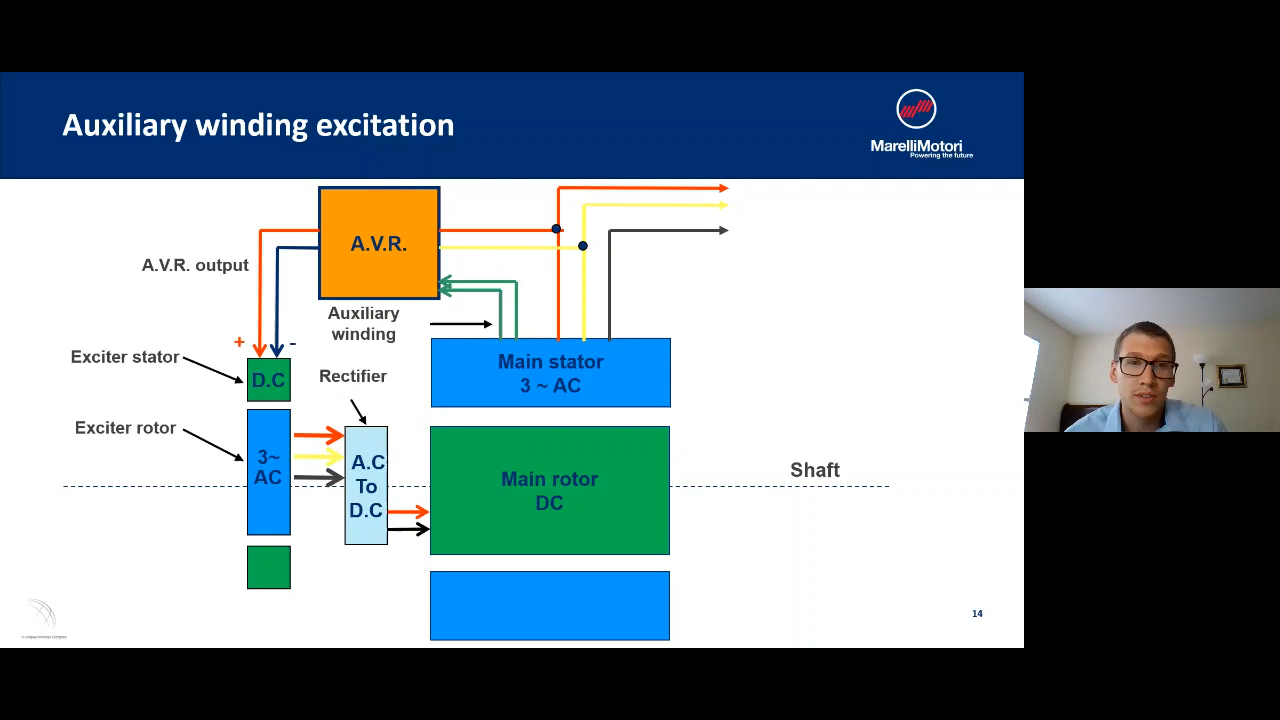 Auxiliary winding excitation
MarelliMotori
Powering the future
A.V.R.
A.V.R. output
Auxiliary
winding
+
-
Exciter stator
D.C
Rectifier
Main stator
3 ~ AC
Exciter rotor
3~
AC
A.C
To
D.C
Main rotor
DC
Shaft
14